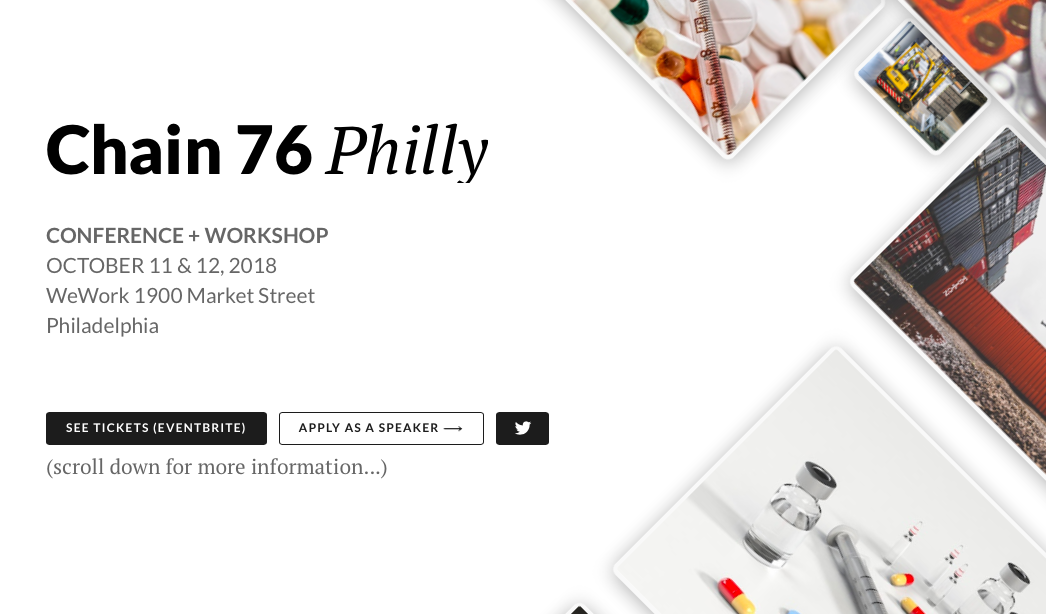 Chain 76 Philly
CONFERENCE + WORKSHOP
OCTOBER 11 & 12, 2018
WeWork 1900 Market Street
Philadelphia
SEE TICKETS (EVENTBRITE)
APPLY AS A SPEAKER ⟶
(scroll down for more information...)